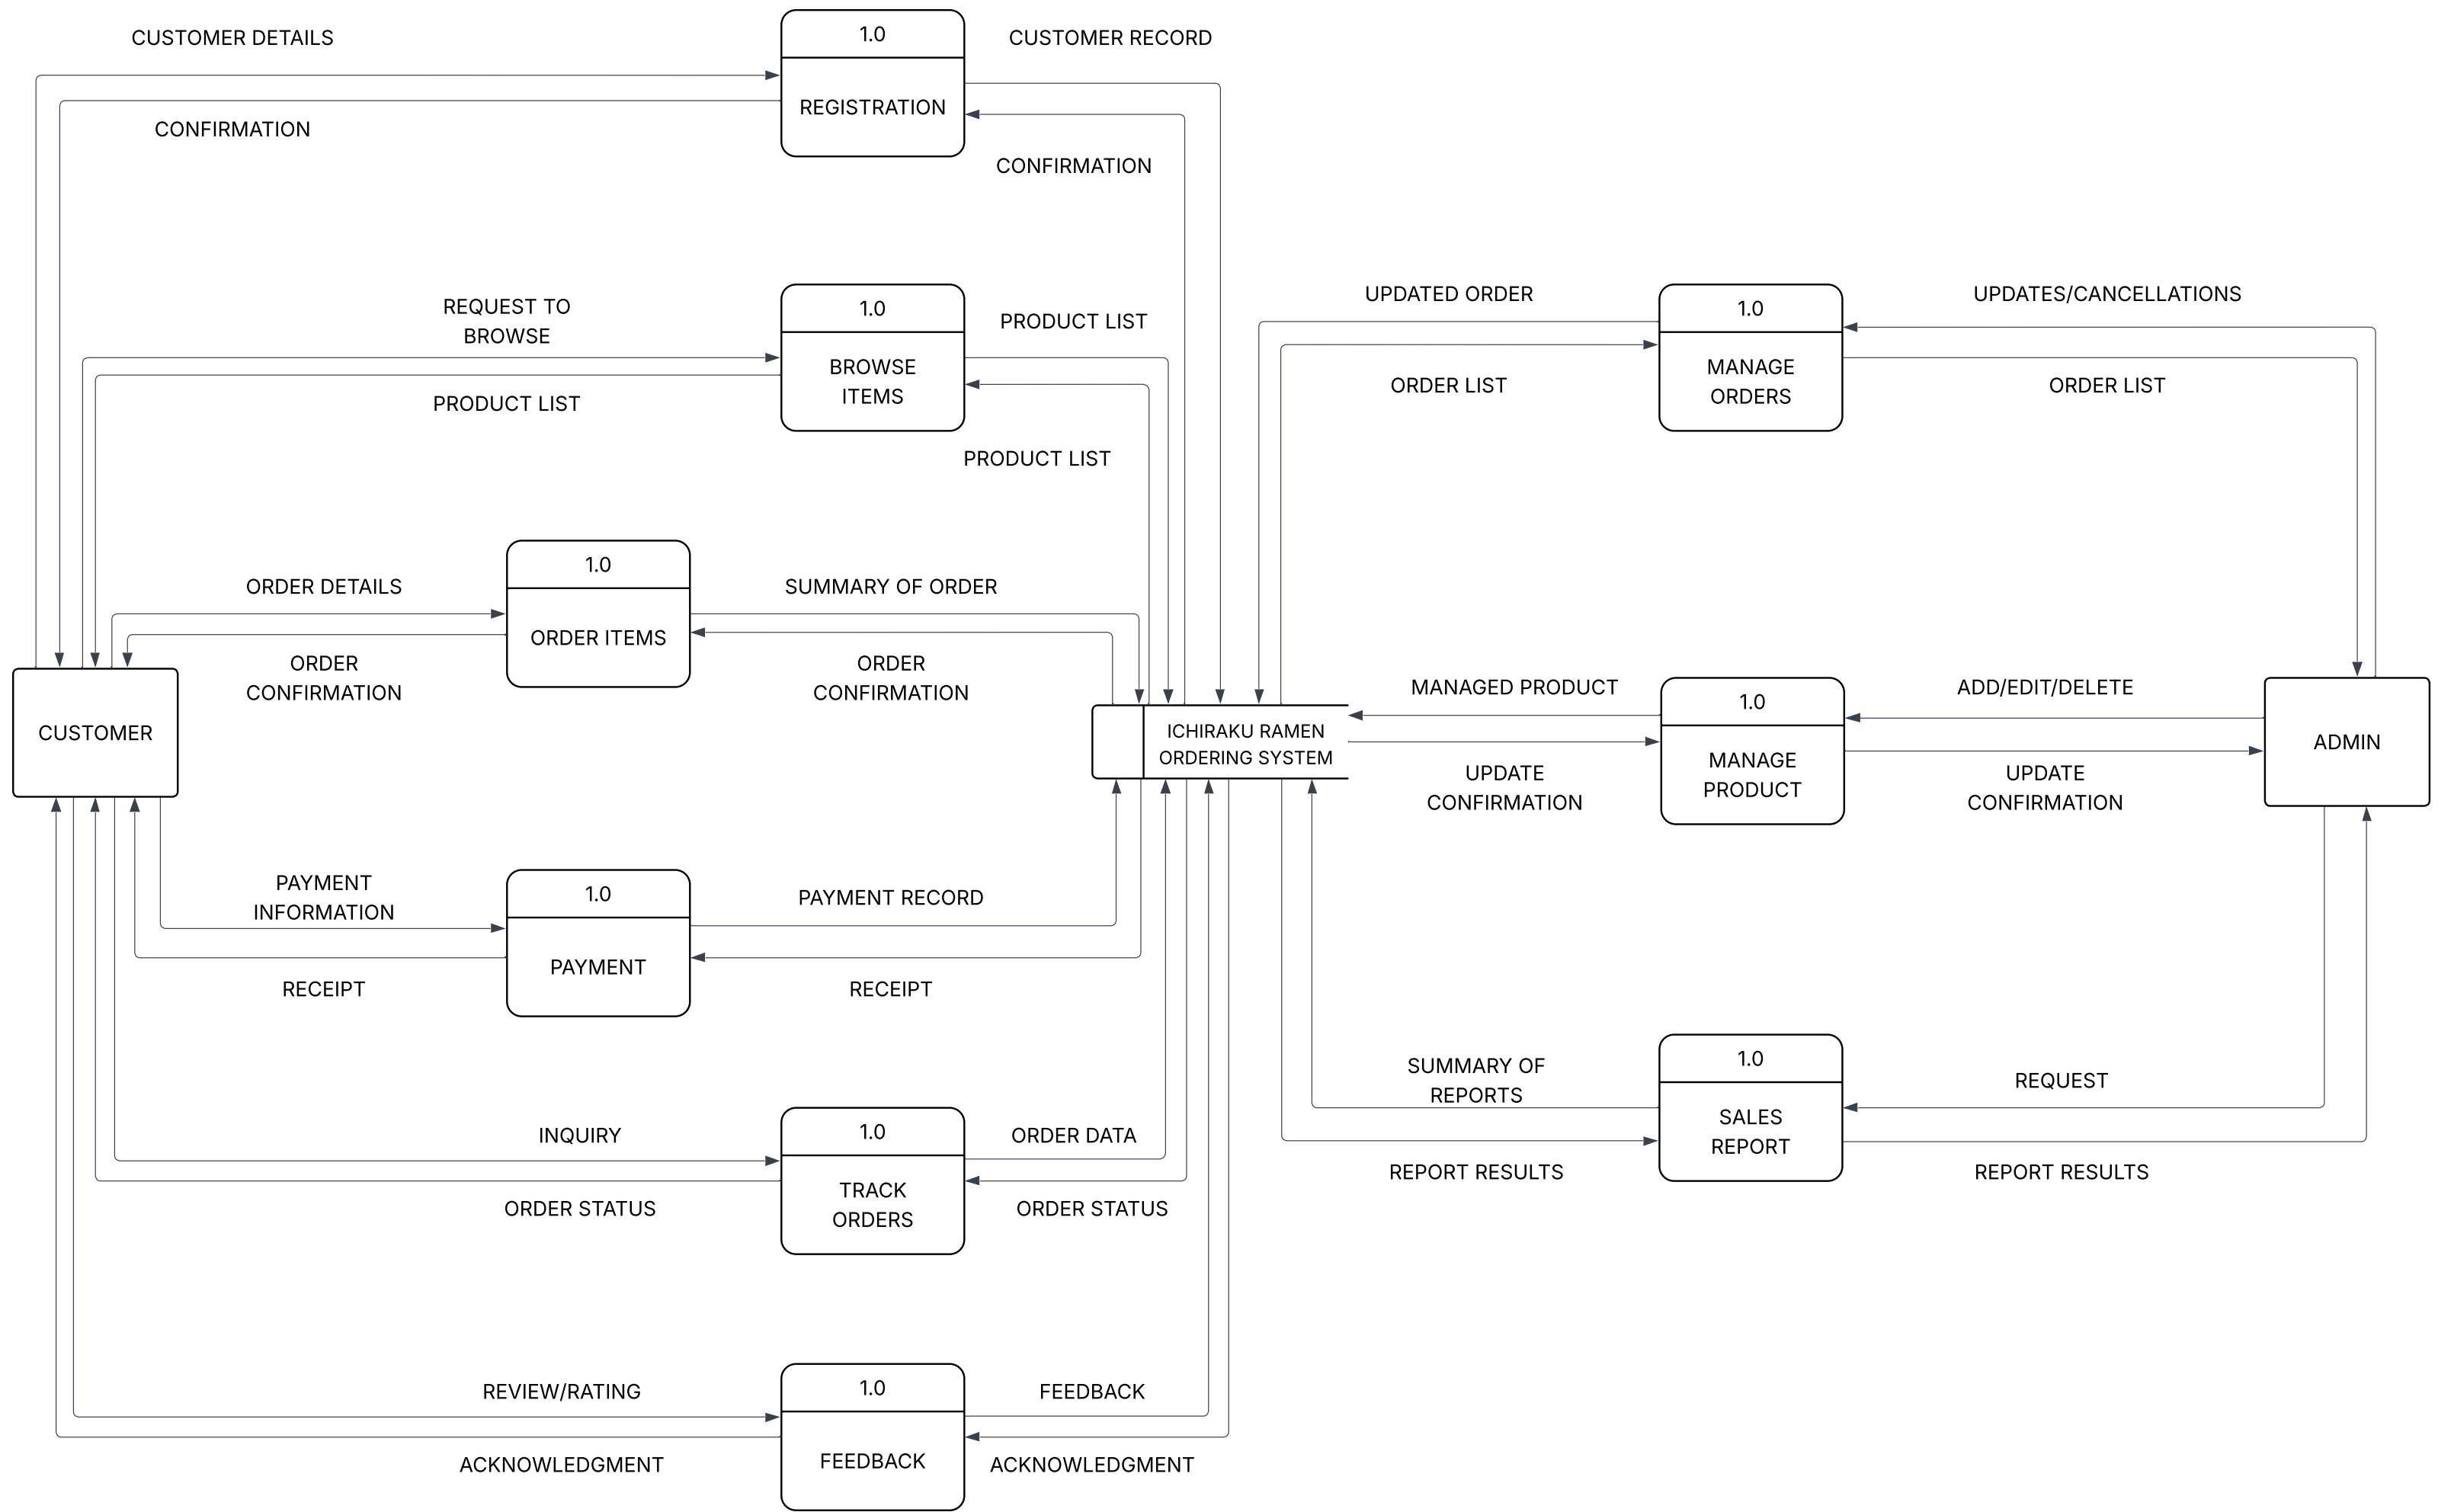 CUSTOMER DETAILS
1.0
CUSTOMER RECORD
REGISTRATION
CONFIRMATION
CONFIRMATION
REQUEST TO
BROWSE
1.0
PRODUCT LIST
BROWSE
ITEMS
PRODUCT LIST
PRODUCT LIST
UPDATED ORDER
1.0
UPDATES/CANCELLATIONS
MANAGE
ORDERS
ORDER LIST
ORDER LIST
ORDER DETAILS
1.0
SUMMARY OF ORDER
ORDER ITEMS
ORDER
CONFIRMATION
ORDER
CONFIRMATION
CUSTOMER
ICHIRAKU RAMEN
ORDERING SYSTEM
MANAGED PRODUCT
1.0
ADD/EDIT/DELETE
MANAGE
PRODUCT
UPDATE
CONFIRMATION
UPDATE
CONFIRMATION
ADMIN
PAYMENT
INFORMATION
1.0
PAYMENT RECORD
PAYMENT
RECEIPT
RECEIPT
SUMMARY OF
REPORTS
1.0
REQUEST
SALES
REPORT
REPORT RESULTS
REPORT RESULTS
INQUIRY
1.0
ORDER DATA
TRACK
ORDERS
ORDER STATUS
ORDER STATUS
REVIEW/RATING
1.0
FEEDBACK
FEEDBACK
ACKNOWLEDGMENT
ACKNOWLEDGMENT